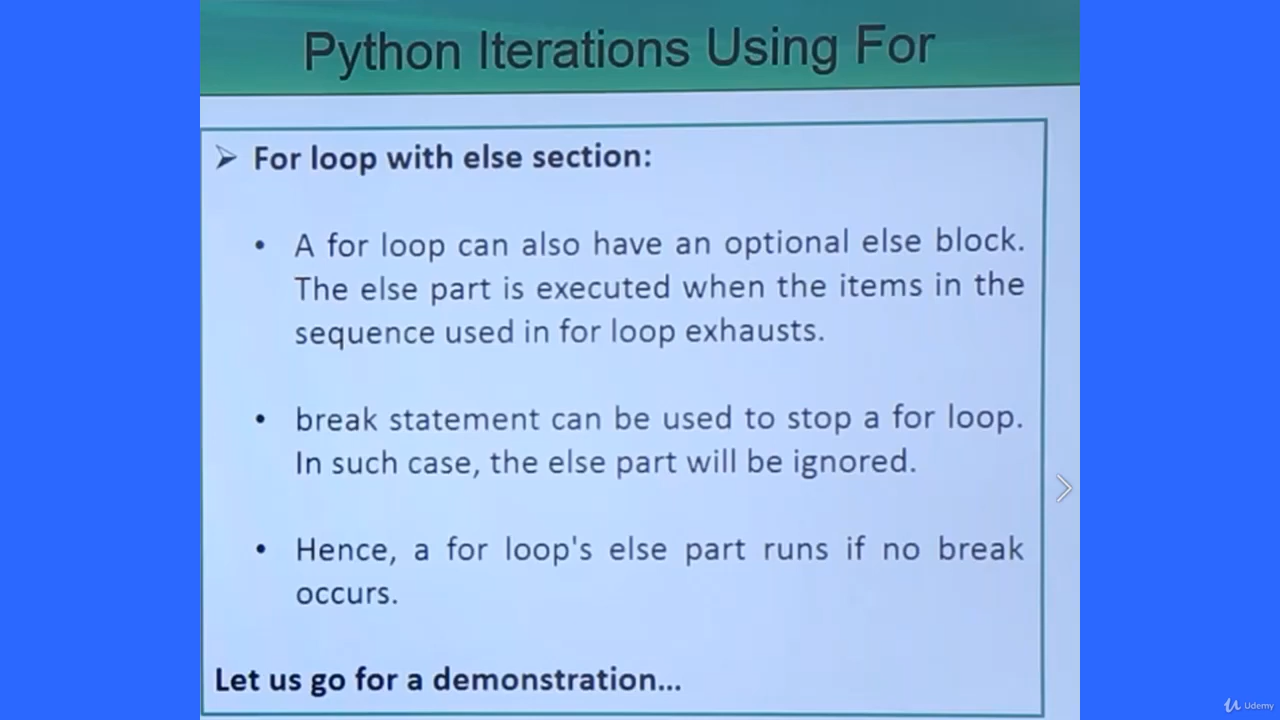 Python Iterations Using For
➤ For loop with else section:
• A for loop can also have an optional else block.
The else part is executed when the items in the
sequence used in for loop exhausts.
• break statement can be used to stop a for loop.
In such case, the else part will be ignored.
• Hence, a for loop's else part runs if no break
occurs.
Let us go for a demonstration...
Udemy